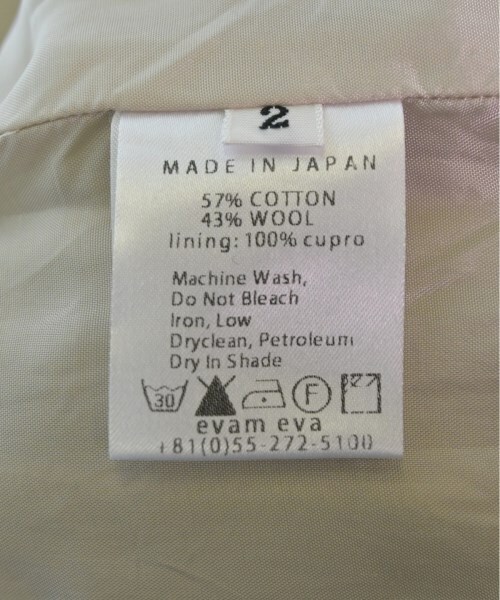 2
MADE IN JAPAN
57% COTTON
43% WOOL
lining: 100% cupro
Machine Wash,
Do Not Bleach
Iron, Low
Dryclean, Petroleum
Dry In Shade
30 F
evam eva
+81(0)55-272-5100